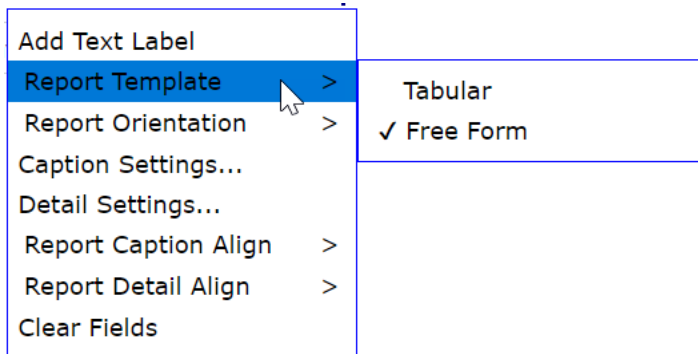 Add Text Label
Report Template >
Report Orientation >
Caption Settings...
Detail Settings...
Report Caption Align >
Report Detail Align >
Clear Fields
Tabular
✓ Free Form